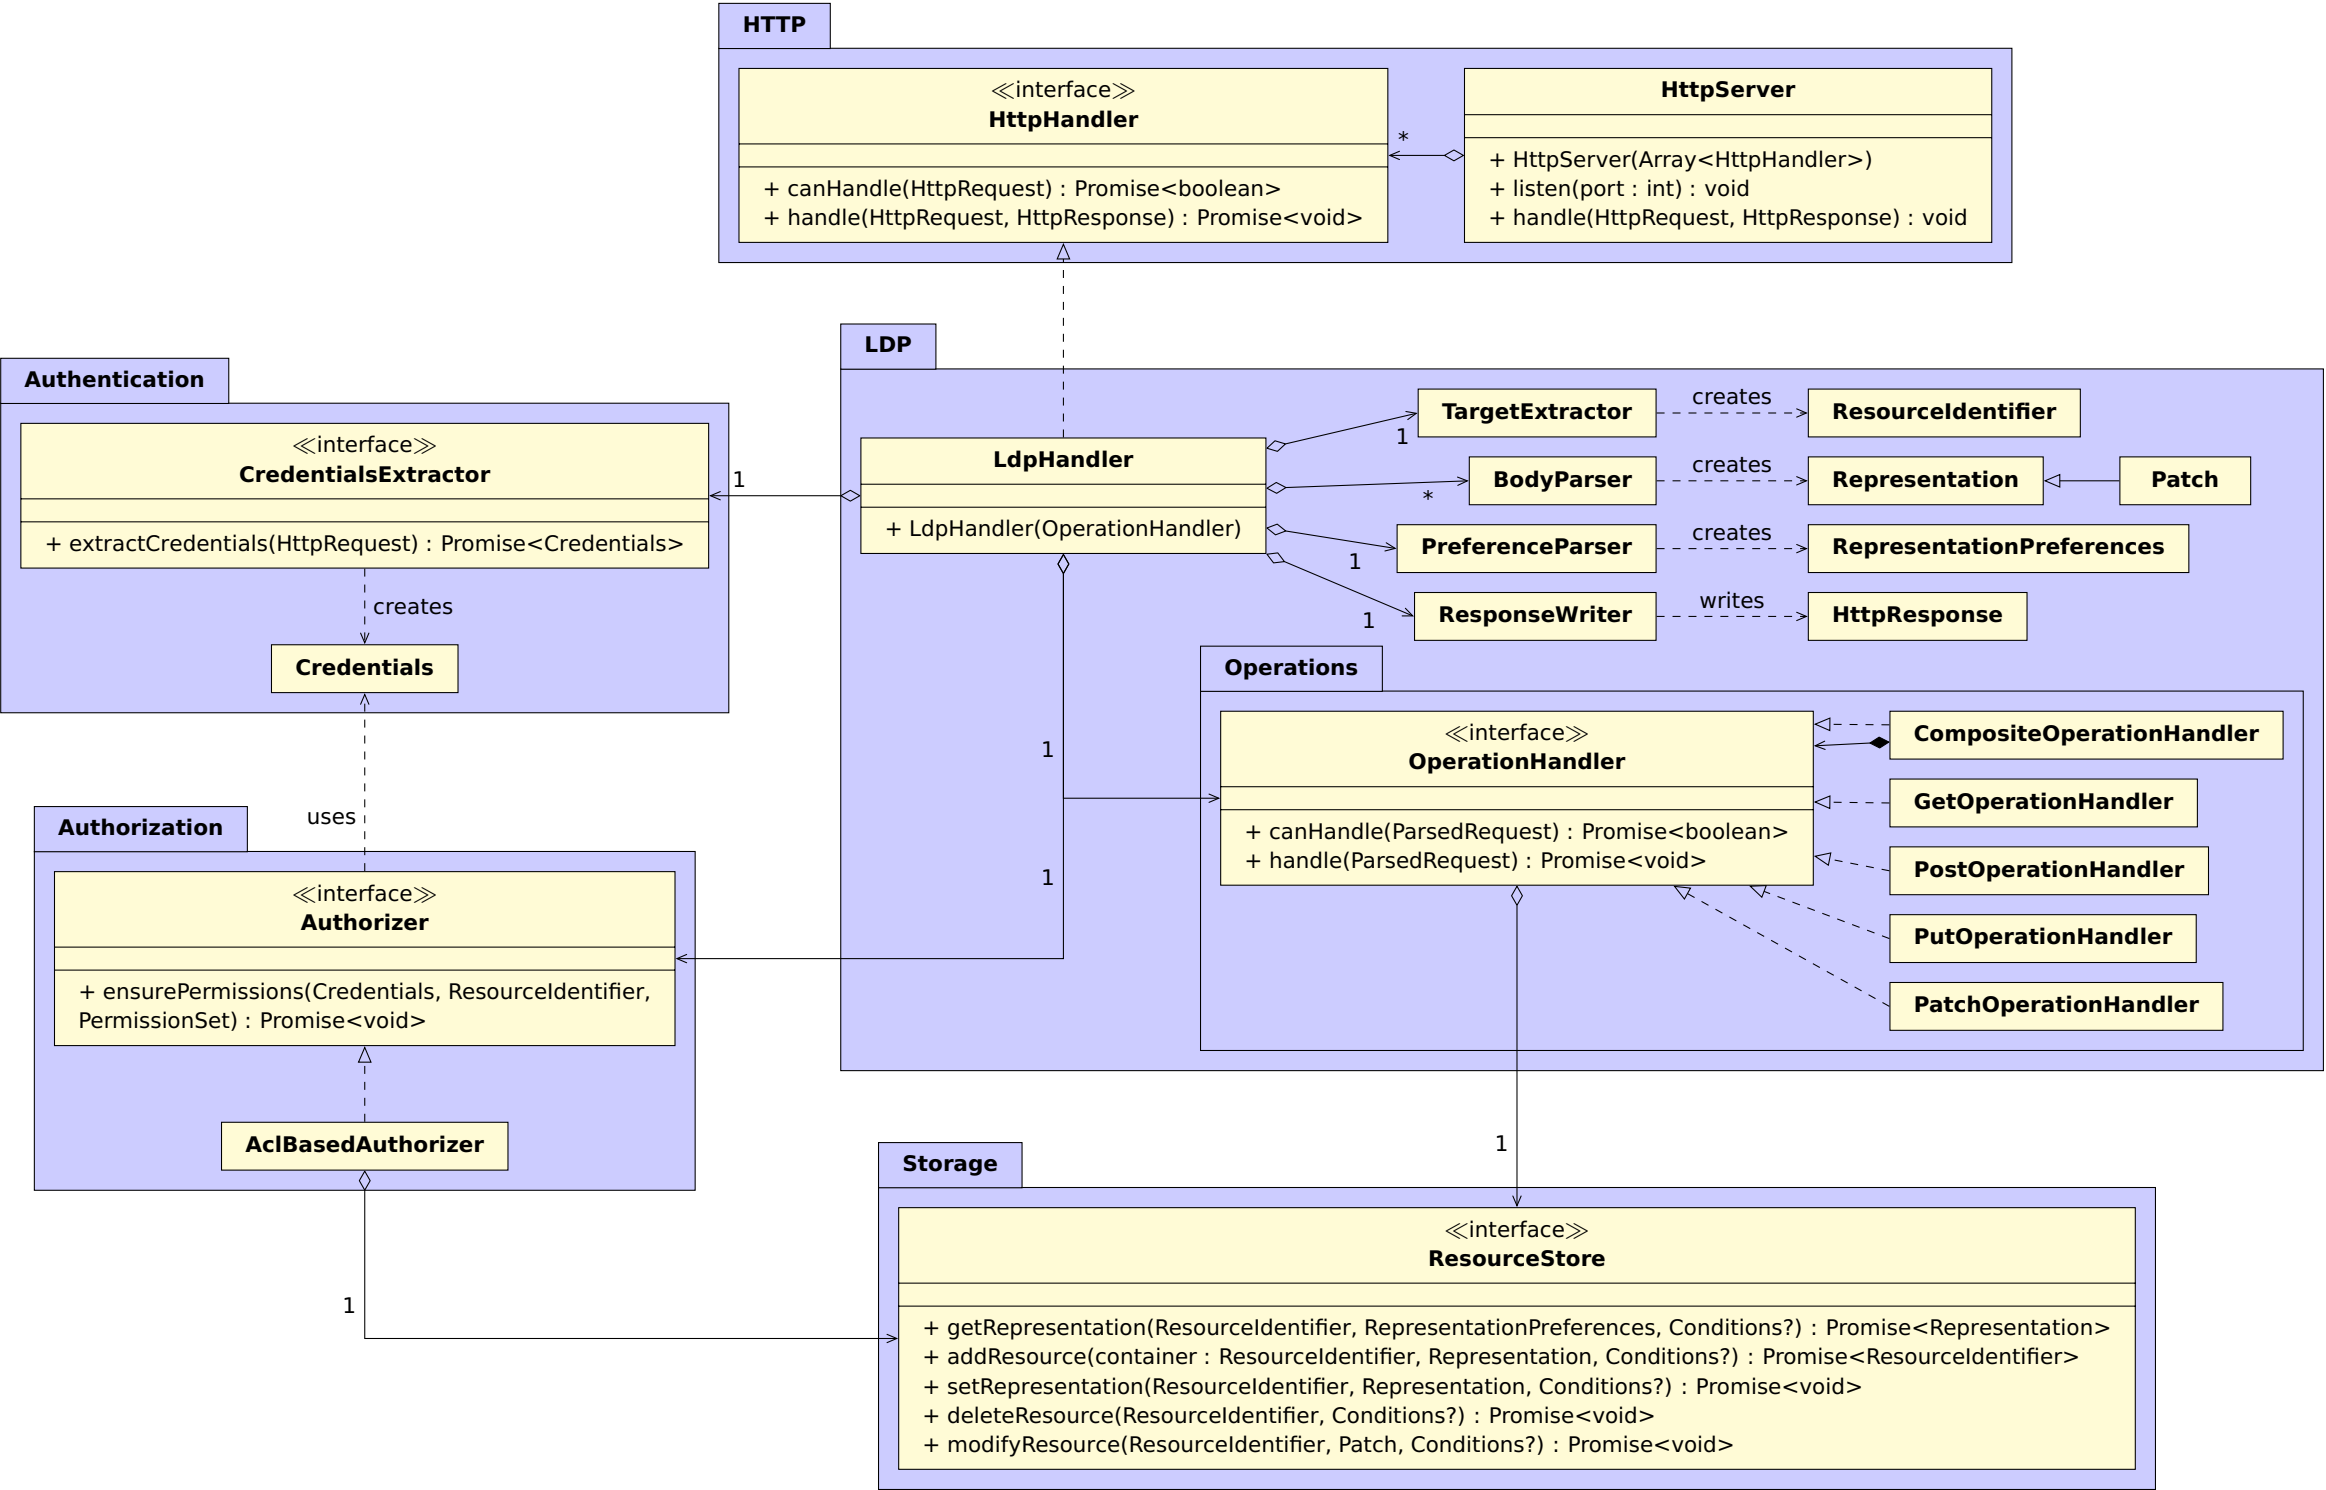 HTTP
≪interface≫
HttpHandler
+ canHandle(HttpRequest) : Promise<boolean>
+ handle(HttpRequest, HttpResponse) : Promise<void>
*
HttpServer
+ HttpServer(Array<HttpHandler>)
+ listen(port : int) : void
+ handle(HttpRequest, HttpResponse) : void
Authentication
≪interface≫
CredentialsExtractor
+ extractCredentials(HttpRequest) : Promise<Credentials>
creates
Credentials
1
LDP
LdpHandler
+ LdpHandler(OperationHandler)
1
TargetExtractor
creates
ResourceIdentifier
*
BodyParser
creates
Representation
Patch
1
PreferenceParser
creates
RepresentationPreferences
1
ResponseWriter
writes
HttpResponse
1
1
Operations
≪interface≫
OperationHandler
+ canHandle(ParsedRequest) : Promise<boolean>
+ handle(ParsedRequest) : Promise<void>
CompositeOperationHandler
GetOperationHandler
PostOperationHandler
PutOperationHandler
PatchOperationHandler
uses
Authorization
≪interface≫
Authorizer
+ ensurePermissions(Credentials, ResourceIdentifier,
PermissionSet) : Promise<void>
AclBasedAuthorizer
1
1
Storage
≪interface≫
ResourceStore
+ getRepresentation(ResourceIdentifier, RepresentationPreferences, Conditions?) : Promise<Representation>
+ addResource(container : ResourceIdentifier, Representation, Conditions?) : Promise<ResourceIdentifier>
+ setRepresentation(ResourceIdentifier, Representation, Conditions?) : Promise<void>
+ deleteResource(ResourceIdentifier, Conditions?) : Promise<void>
+ modifyResource(ResourceIdentifier, Patch, Conditions?) : Promise<void>